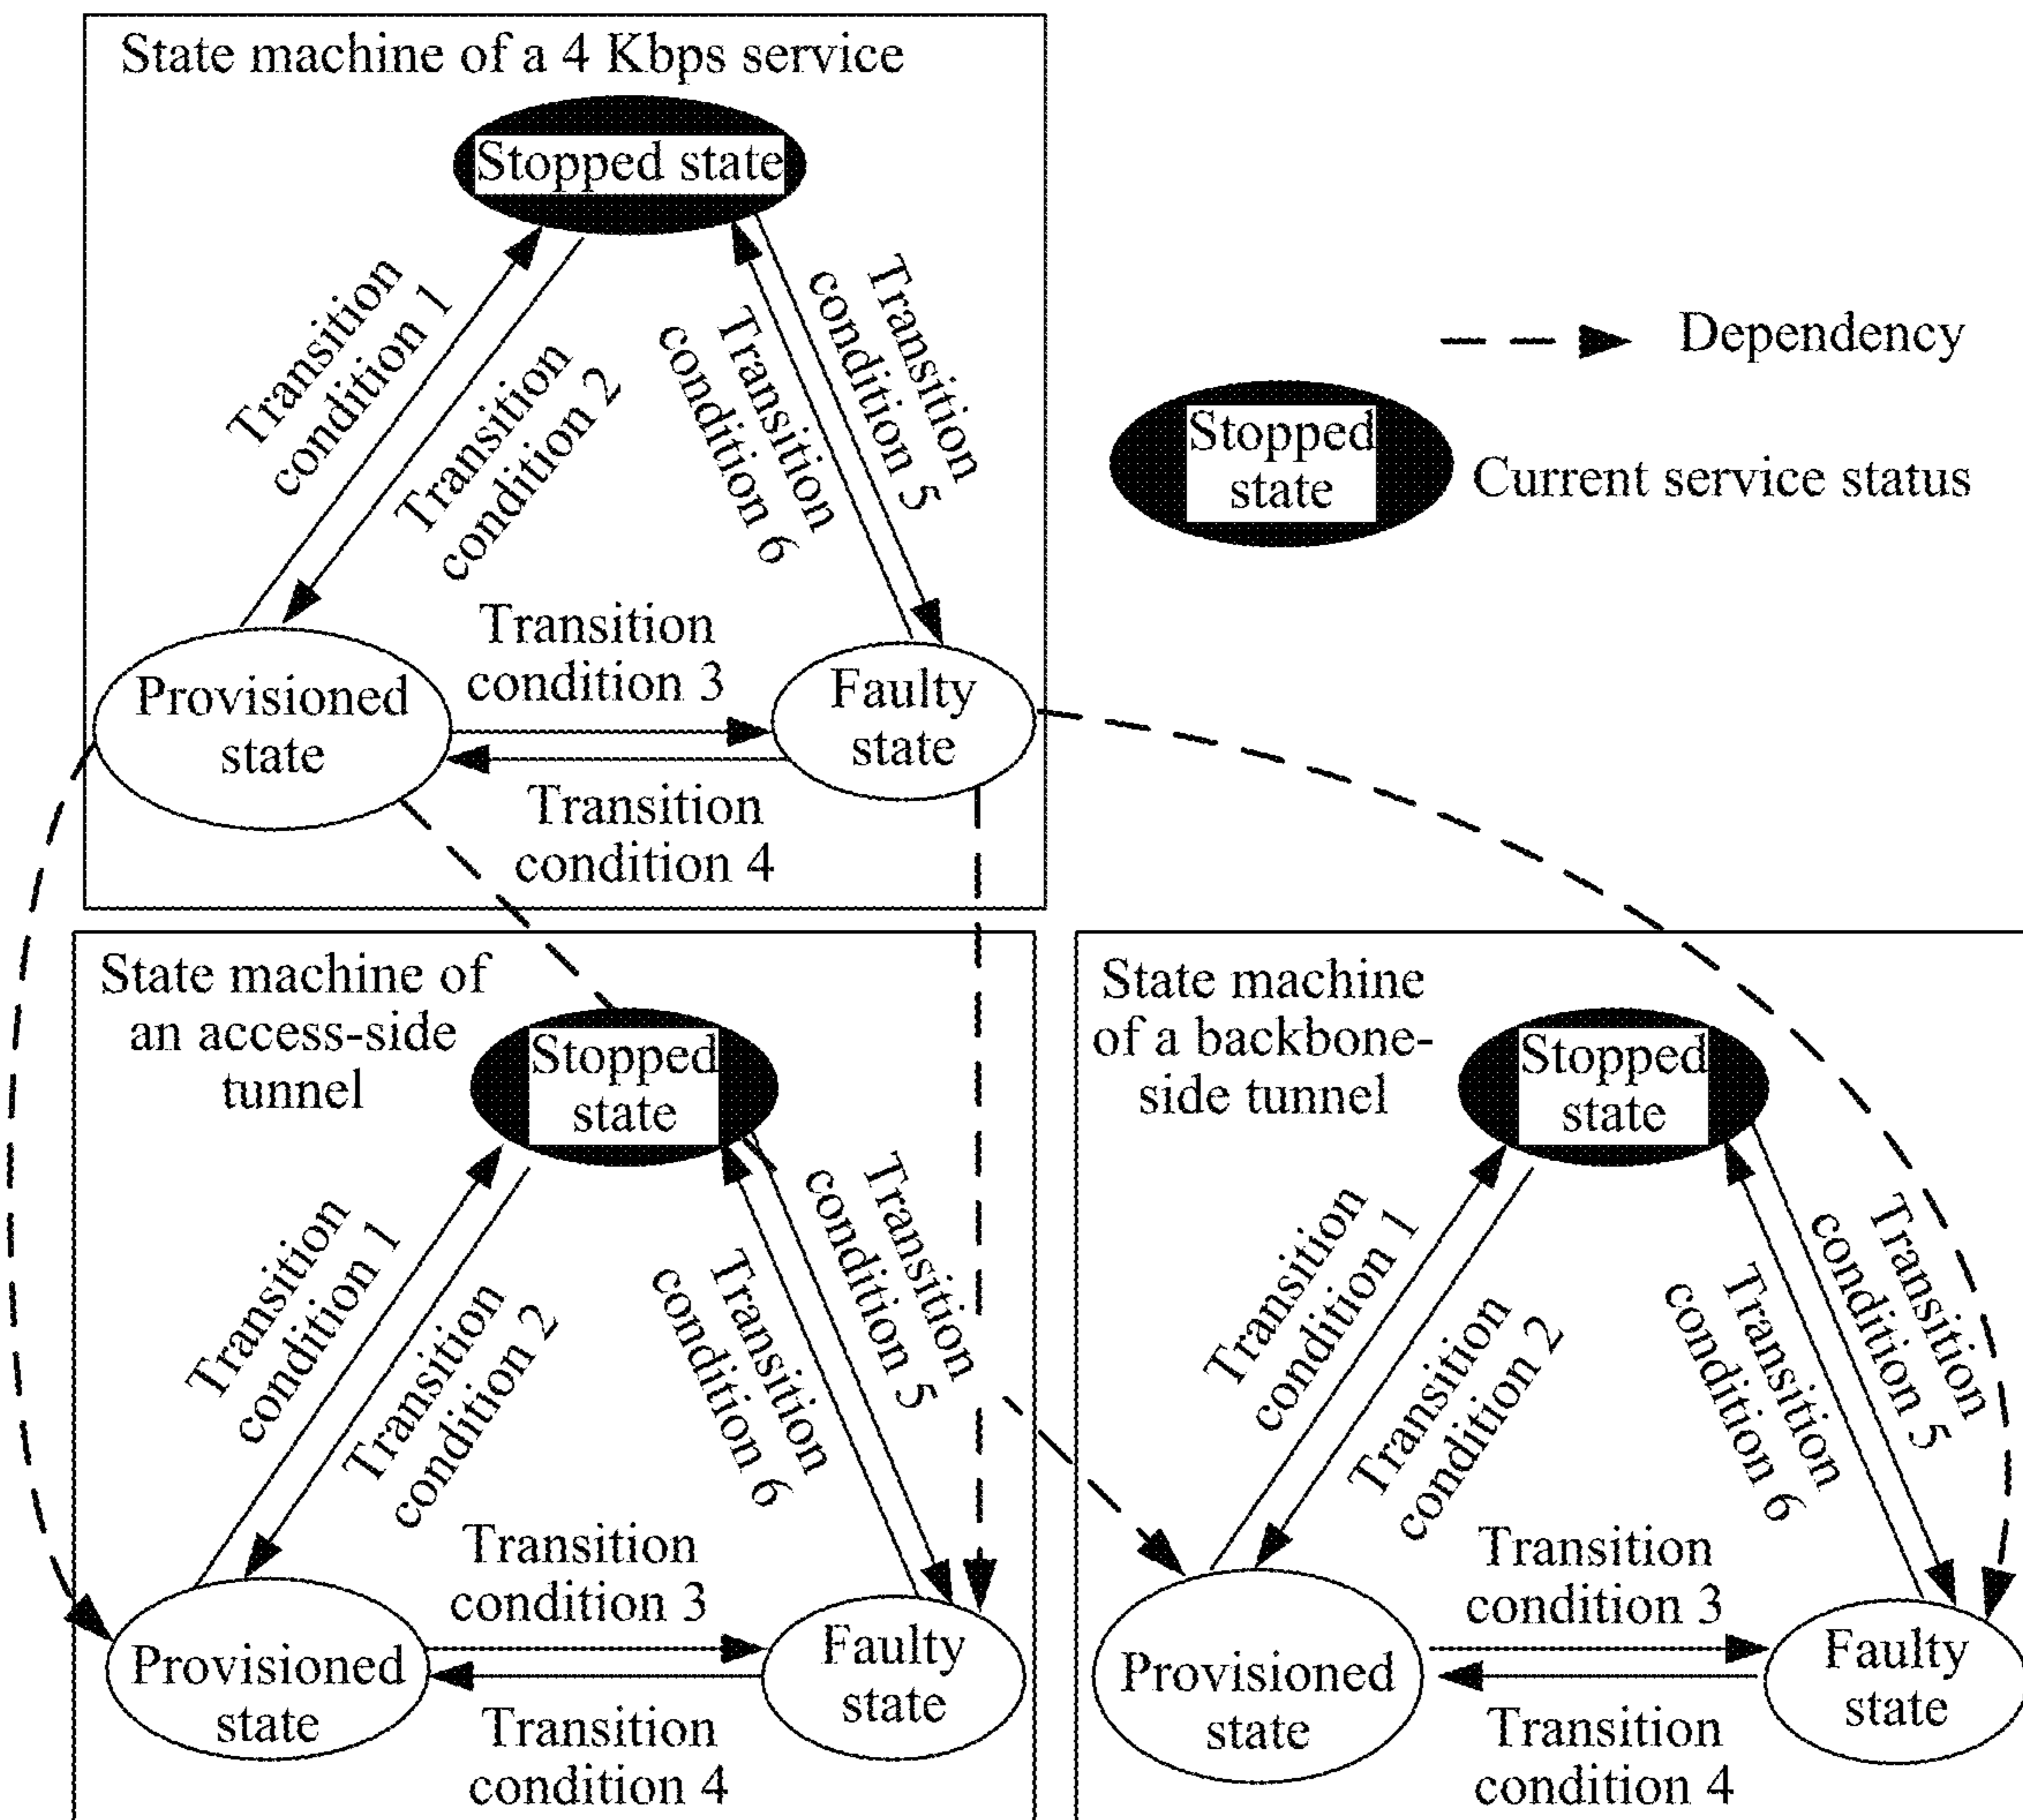 State machine of a 4 Kbps service
Stopped state
Transition
condition 1
Transition
condition 2
Transition
condition 6
Transition
condition 5
Transition
condition 3
Provisioned
state
Faulty
state
Transition
condition 4
Dependency
Stopped
state
Current service status
State machine of
an access-side
tunnel
Stopped
state
Transition
condition 1
Transition
condition 2
Transition
condition 6
Transition
condition 5
Transition
condition 3
Provisioned
state
Faulty
state
Transition
condition 4
State machine
of a backbone-
side tunnel
Stopped
state
Transition
condition 1
Transition
condition 2
Transition
condition 6
Transition
condition 5
Transition
condition 3
Provisioned
state
Faulty
state
Transition
condition 4